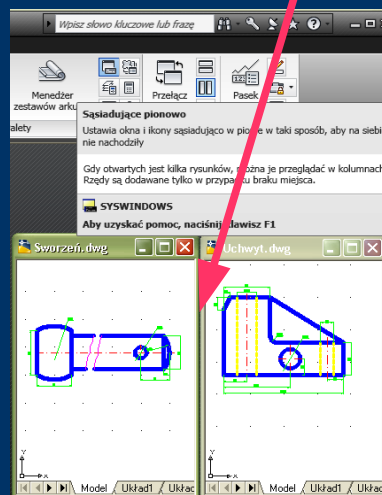 Wpisz słowo kluczowe lub frazę
Menedżer
zestawów arku
Przełącz
Pasek
alety
Sąsiadujące pionowo
Ustawia okna i ikony sąsiadująco w pionie w taki sposób, aby na siebi
nie nachodziły
Gdy otwartych jest kilka rysunków, można je przeglądać w kolumnach
Rzędy są dodawane tylko w przypadku braku miejsca.
SYSWINDOWS
Aby uzyskać pomoc, naciśnij klawisz F1
Sworzeń.dwg
Uchwyt.dwg
Model Układ1 Układ
Model Układ1 Układ